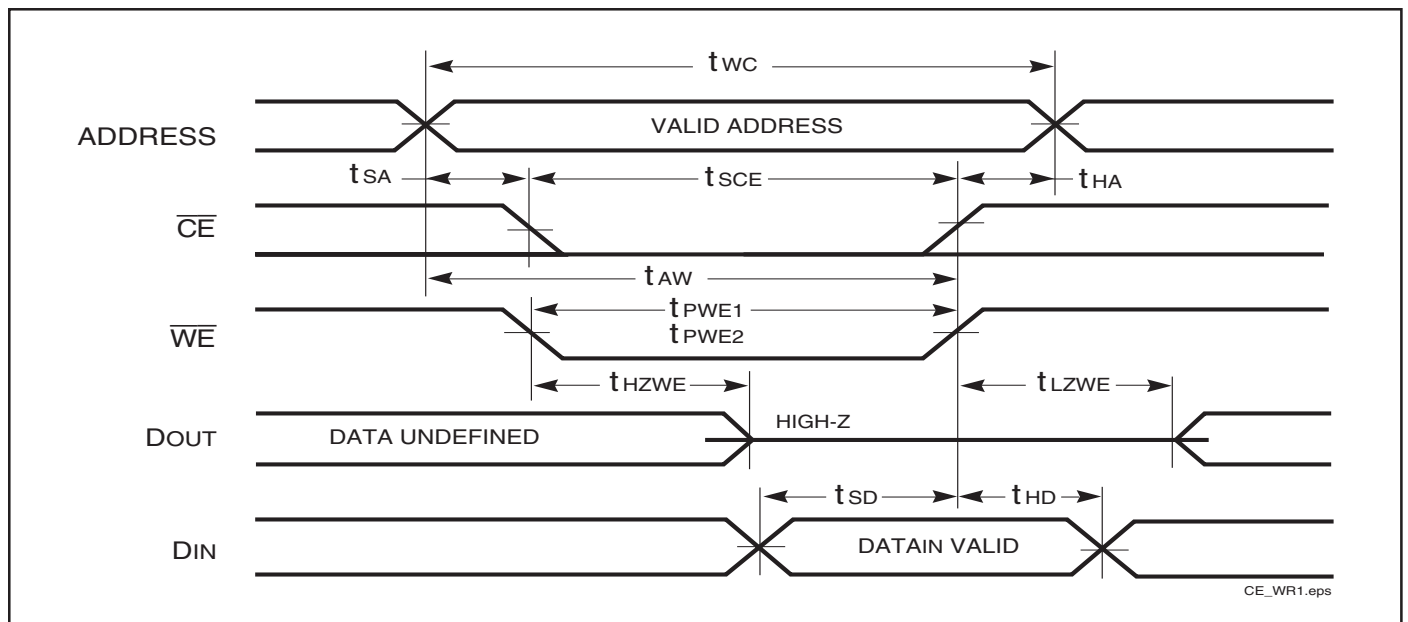 tWC
ADDRESS
VALID ADDRESS
tSA
tSCE
tHA
CE
tAW
tPWE1
WE
tPWE2
tHZWE
tLZWE
DOUT
DATA UNDEFINED
HIGH-Z
tSD
tHD
DIN
DATAIN VALID
CE_WR1.eps